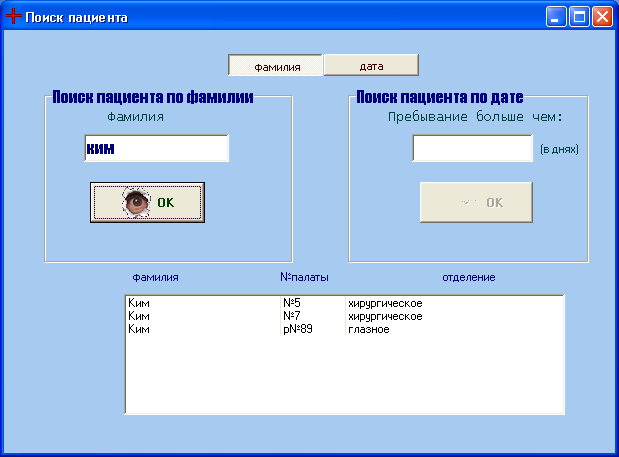 Поиск пациента
фамилия дата
Поиск пациента по фамилии
Поиск пациента по дате
Фамилия
Пребывание больше чем:
ким
(в днях)
OK
OK
фамилия №палаты отделение
Ким №5 хирургическое
Ким №7 хирургическое
Ким р№89 глазное